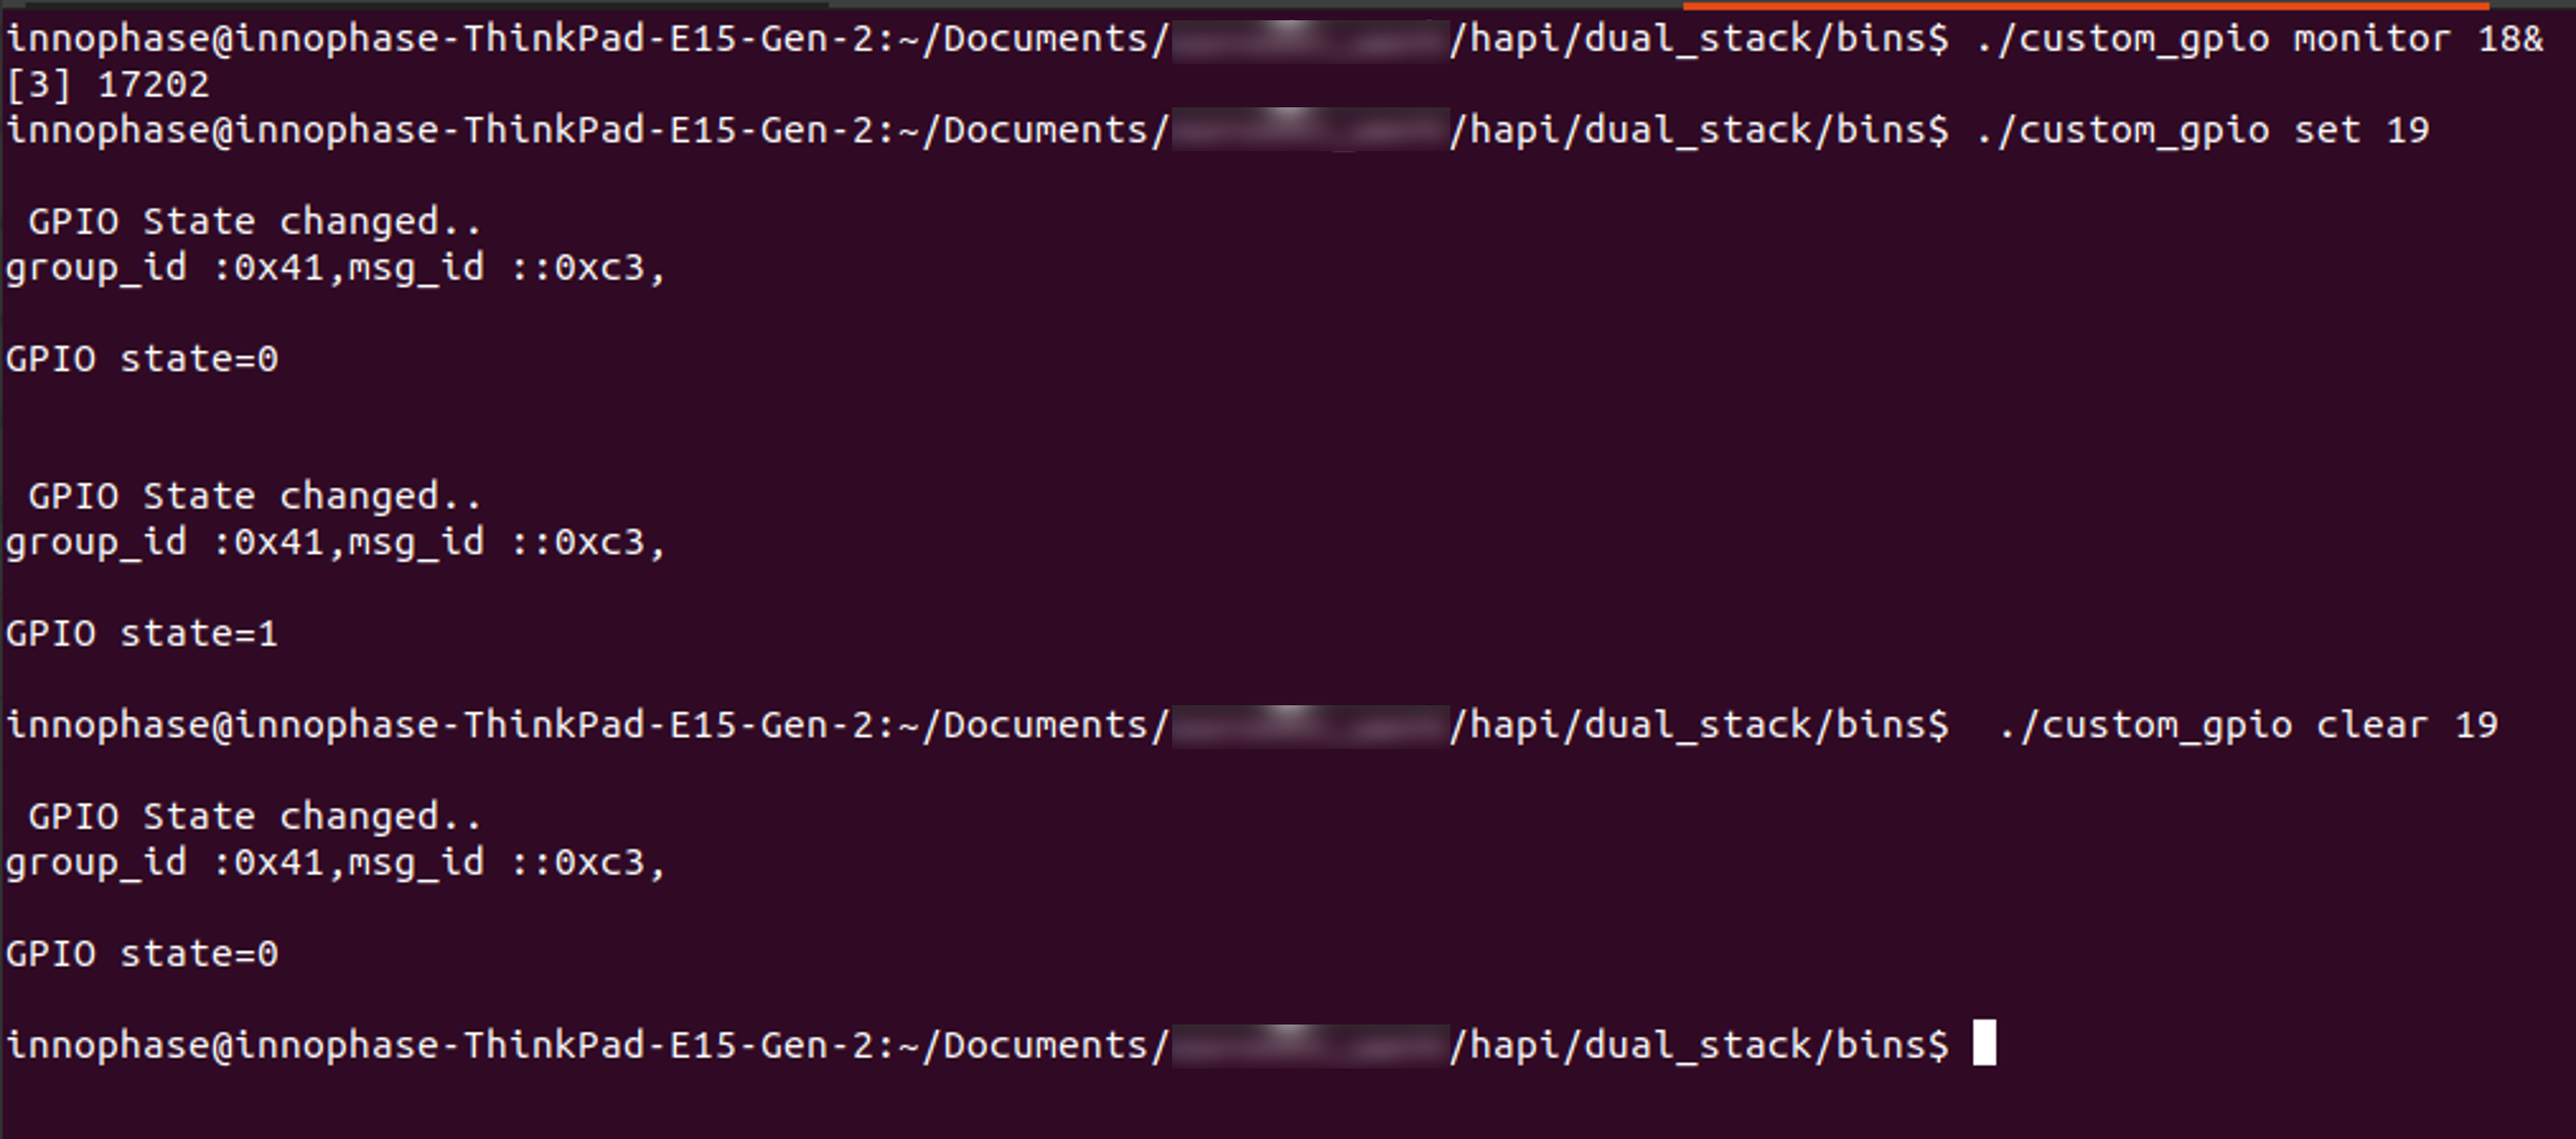 innophase@innophase-ThinkPad-E15-Gen-2:~/Documents/ /hapi/dual_stack/bins$ ./custom_gpio monitor 18&
[3] 17202
innophase@innophase-ThinkPad-E15-Gen-2:~/Documents/ /hapi/dual_stack/bins$ ./custom_gpio set 19
GPIO State changed..
group_id :0x41,msg_id ::0xc3,
GPIO state=0
GPIO State changed..
group_id :0x41,msg_id ::0xc3,
GPIO state=1
innophase@innophase-ThinkPad-E15-Gen-2:~/Documents/ /hapi/dual_stack/bins$  ./custom_gpio clear 19
GPIO State changed..
group_id :0x41,msg_id ::0xc3,
GPIO state=0
innophase@innophase-ThinkPad-E15-Gen-2:~/Documents/ /hapi/dual_stack/bins$